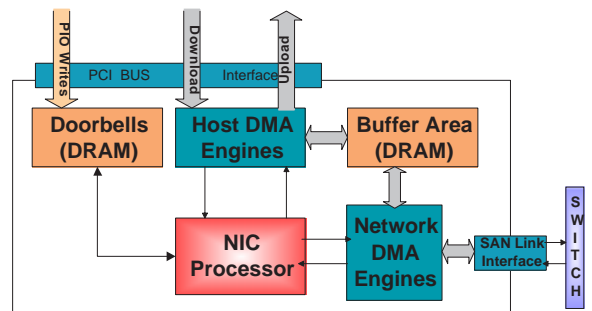 PIO Writes
Download
Upload
PCI BUS Interface
Doorbells
(DRAM)
Host DMA
Engines
Buffer Area
(DRAM)
NIC
Processor
Network
DMA
Engines
SAN Link
Interface
SWITCH